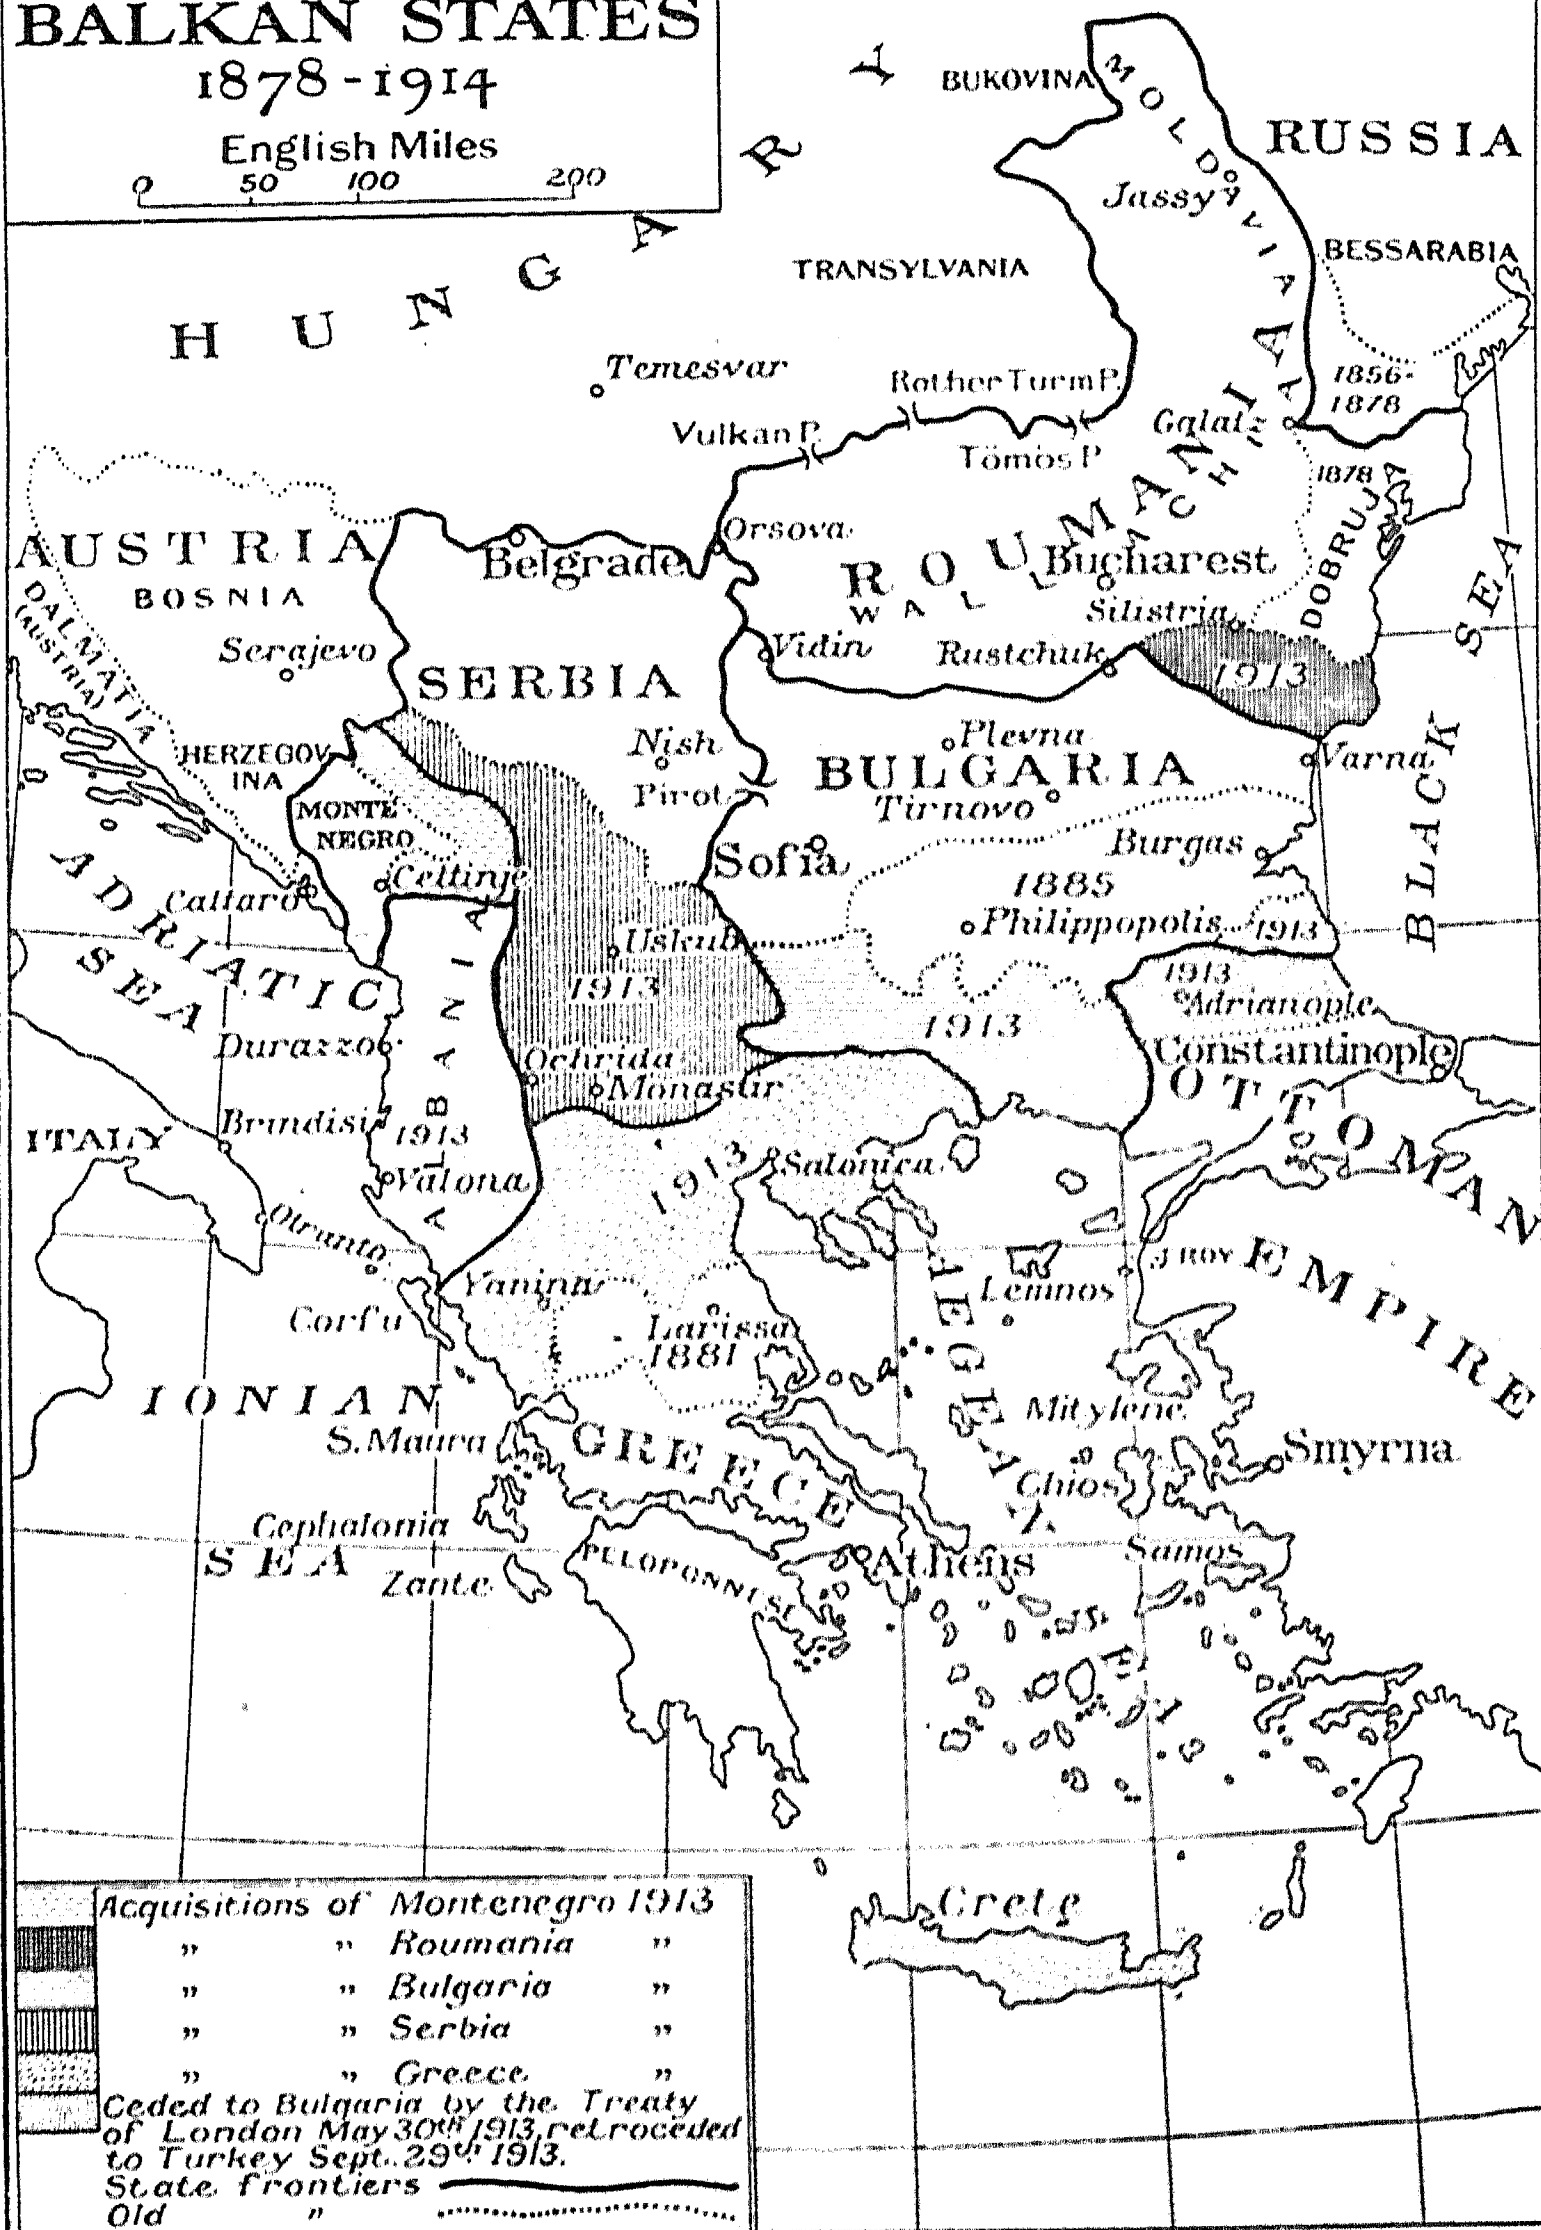 BALKAN STATES
1878-1914
English Miles
0 50 100 200
HUNGARY
BUKOVINA
MOLDAVIA
RUSSIA
Jassy
BESSARABIA
TRANSYLVANIA
Temesvar
Rother Turm P.
1856-
1878
Vulkan P.
Galatz
Tömös P.
1878
AUSTRIA
Belgrade
Orsova
ROUMANIA
WALLACHIA
Bucharest
DOBRUJA
BLACK SEA
BOSNIA
DALMATIA
(AUSTRIA)
Silistria
Serajevo
Vidin
Rustchuk
SERBIA
1913
HERZEGOV
INA
Nish
Plevna
Varna
BULGARIA
Pirot
MONTE
NEGRO
Tirnovo
Sofia
Burgas
Cettinje
1885
Cattaro
Philippopolis
1913
ADRIATIC
SEA
Uskub
1913
1913
Adrianople
1913
ALBANIA
Durazzo
Ochrida
Constantinople
Monastir
OTTOMAN
EMPIRE
Brindisi
1913
ITALY
1913
Salonica
Valona
Otranto
TROY
Yanina
Lemnos
Corfu
Larissa
1881
AEGEAN
SEA
IONIAN
SEA
Mitylene
S. Maura
GREECE
Smyrna
Chios
Cephalonia
Athens
Samos
Zante
PELOPONNESE
Crete
Acquisitions of Montenegro 1913
" " Roumania "
" " Bulgaria "
" " Serbia "
" " Greece "
Ceded to Bulgaria by the Treaty
of London May 30th 1913, retroceded
to Turkey Sept. 29th 1913.
State frontiers
Old "